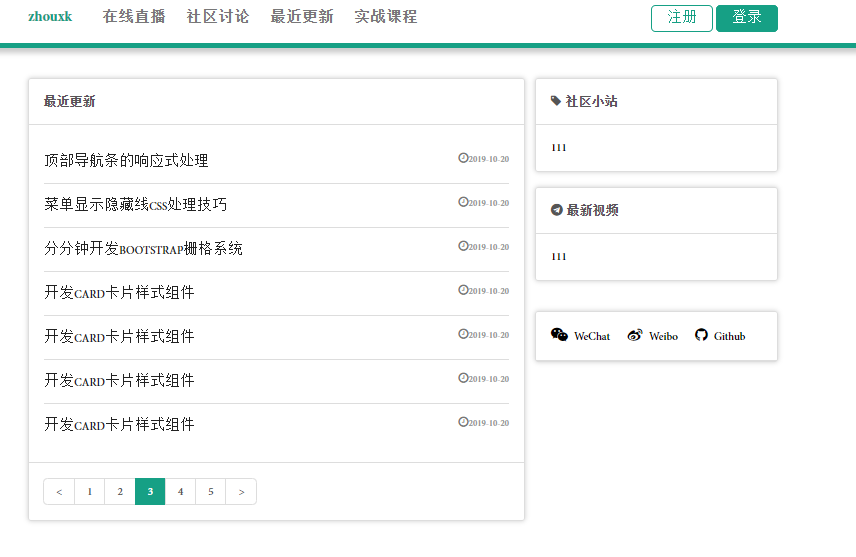 zhouxk 在线直播 社区讨论 最近更新 实战课程 注册 登录
最近更新
顶部导航条的响应式处理 2019-10-20
菜单显示隐藏线CSS处理技巧 2019-10-20
分分钟开发BOOTSTRAP栅格系统 2019-10-20
开发CARD卡片样式组件 2019-10-20
开发CARD卡片样式组件 2019-10-20
开发CARD卡片样式组件 2019-10-20
开发CARD卡片样式组件 2019-10-20
< 1 2 3 4 5 >
社区小站
111
最新视频
111
WeChat Weibo Github